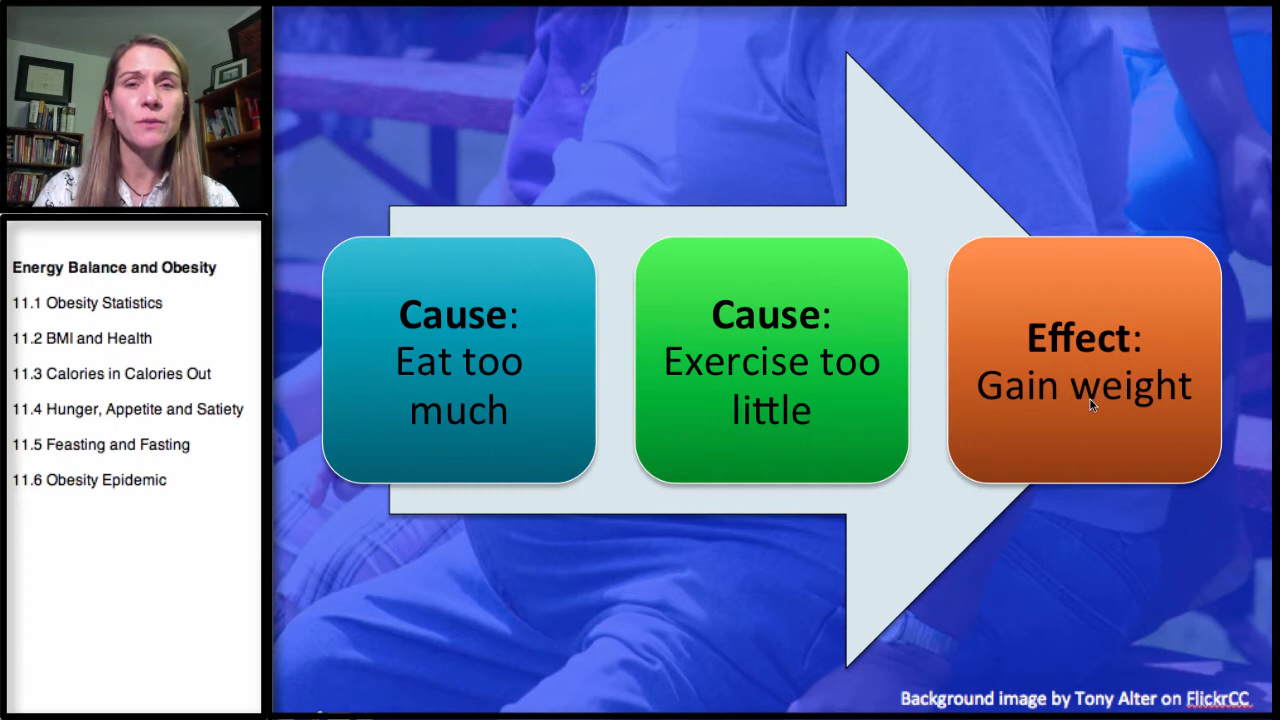 Energy Balance and Obesity
11.1 Obesity Statistics
11.2 BMI and Health
11.3 Calories in Calories Out
11.4 Hunger, Appetite and Satiety
11.5 Feasting and Fasting
11.6 Obesity Epidemic
Cause:
Eat too
much
Cause:
Exercise too
little
Effect:
Gain weight
Background image by Tony Alter on FlickrCC